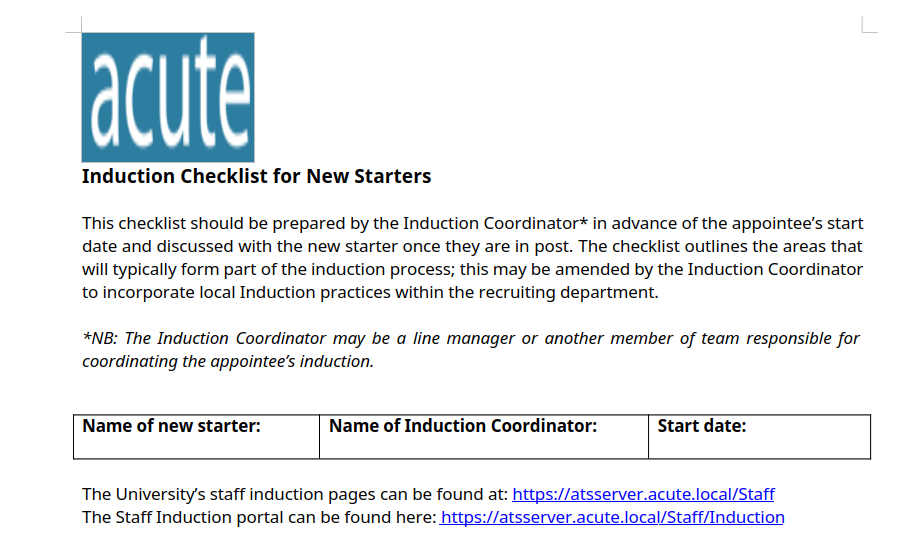 acute
Induction Checklist for New Starters
This checklist should be prepared by the Induction Coordinator* in advance of the appointee’s start
date and discussed with the new starter once they are in post. The checklist outlines the areas that
will typically form part of the induction process; this may be amended by the Induction Coordinator
to incorporate local Induction practices within the recruiting department.
*NB: The Induction Coordinator may be a line manager or another member of team responsible for
coordinating the appointee’s induction.
Name of new starter: Name of Induction Coordinator: Start date:
The University’s staff induction pages can be found at: https://atsserver.acute.local/Staff
The Staff Induction portal can be found here: https://atsserver.acute.local/Staff/Induction